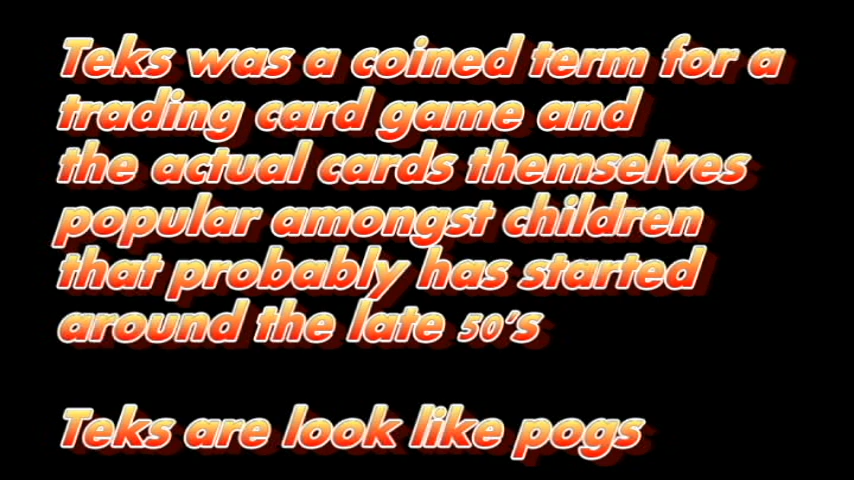 Teks was a coined term for a
trading card game and
the actual cards themselves
popular amongst children
that probably has started
around the late 50's
Teks are look like pogs